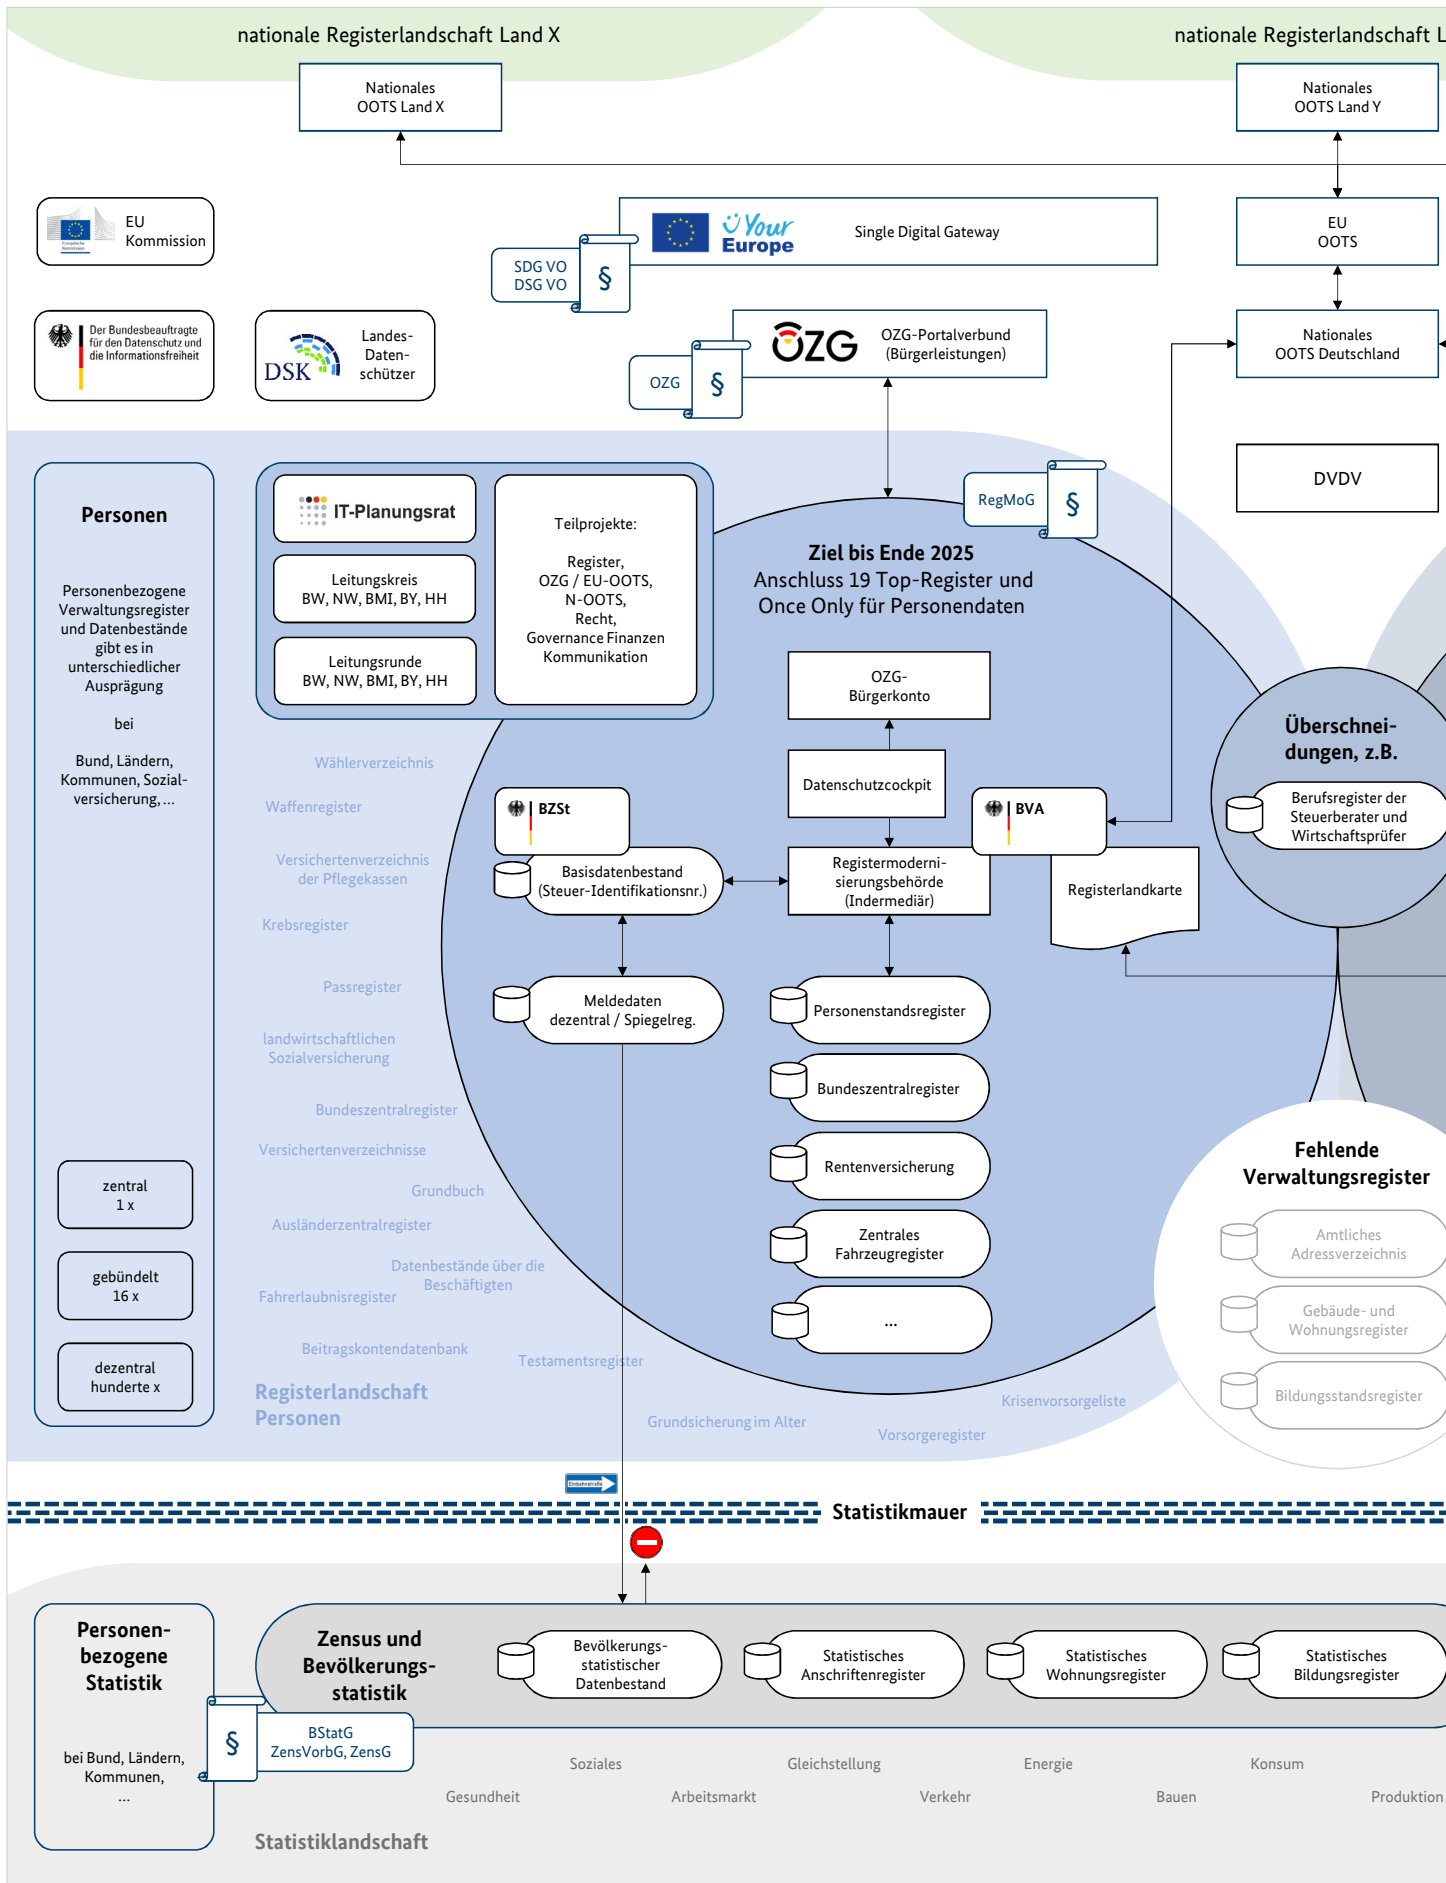 nationale Registerlandschaft Land X
nationale Registerlandschaft L
Nationales
OOTS Land X
Nationales
OOTS Land Y
EU
Kommission
Europäische
Kommission
SDG VO
DSG VO
§
Your
Europe
Single Digital Gateway
EU
OOTS
Der Bundesbeauftragte
für den Datenschutz und
die Informationsfreiheit
DSK
Landes-
Daten-
schützer
OZG
§
OZG
OZG-Portalverbund
(Bürgerleistungen)
Nationales
OOTS Deutschland
DVDV
Personen
Personenbezogene
Verwaltungsregister
und Datenbestände
gibt es in
unterschiedlicher
Ausprägung
bei
Bund, Ländern,
Kommunen, Sozial-
versicherung, ...
zentral
1 x
gebündelt
16 x
dezentral
hunderte x
IT-Planungsrat
Leitungskreis
BW, NW, BMI, BY, HH
Leitungsrunde
BW, NW, BMI, BY, HH
Teilprojekte:
Register,
OZG / EU-OOTS,
N-OOTS,
Recht,
Governance Finanzen
Kommunikation
RegMoG
§
Ziel bis Ende 2025
Anschluss 19 Top-Register und
Once Only für Personendaten
OZG-
Bürgerkonto
Datenschutzcockpit
BZSt
Basisdatenbestand
(Steuer-Identifikationsnr.)
Registermoderni-
sierungsbehörde
(Indermediär)
BVA
Registerlandkarte
Meldedaten
dezentral / Spiegelreg.
Personenstandsregister
Bundeszentralregister
Rentenversicherung
Zentrales
Fahrzeugregister
...
Überschnei-
dungen, z.B.
Berufsregister der
Steuerberater und
Wirtschaftsprüfer
Fehlende
Verwaltungsregister
Amtliches
Adressverzeichnis
Gebäude- und
Wohnungsregister
Bildungsstandsregister
Wählerverzeichnis
Waffenregister
Versichertenverzeichnis
der Pflegekassen
Krebsregister
Passregister
landwirtschaftlichen
Sozialversicherung
Bundeszentralregister
Versichertenverzeichnisse
Grundbuch
Ausländerzentralregister
Datenbestände über die
Beschäftigten
Fahrerlaubnisregister
Beitragskontendatenbank
Testamentsregister
Registerlandschaft
Personen
Krisenvorsorgeliste
Grundsicherung im Alter
Vorsorgeregister
Einbahnstraße
Statistikmauer
Personen-
bezogene
Statistik
bei Bund, Ländern,
Kommunen,
...
Zensus und
Bevölkerungs-
statistik
§
BStatG
ZensVorbG, ZensG
Bevölkerungs-
statistischer
Datenbestand
Statistisches
Anschriftenregister
Statistisches
Wohnungsregister
Statistisches
Bildungsregister
Soziales
Gleichstellung
Energie
Konsum
Gesundheit
Arbeitsmarkt
Verkehr
Bauen
Produktion
Statistiklandschaft